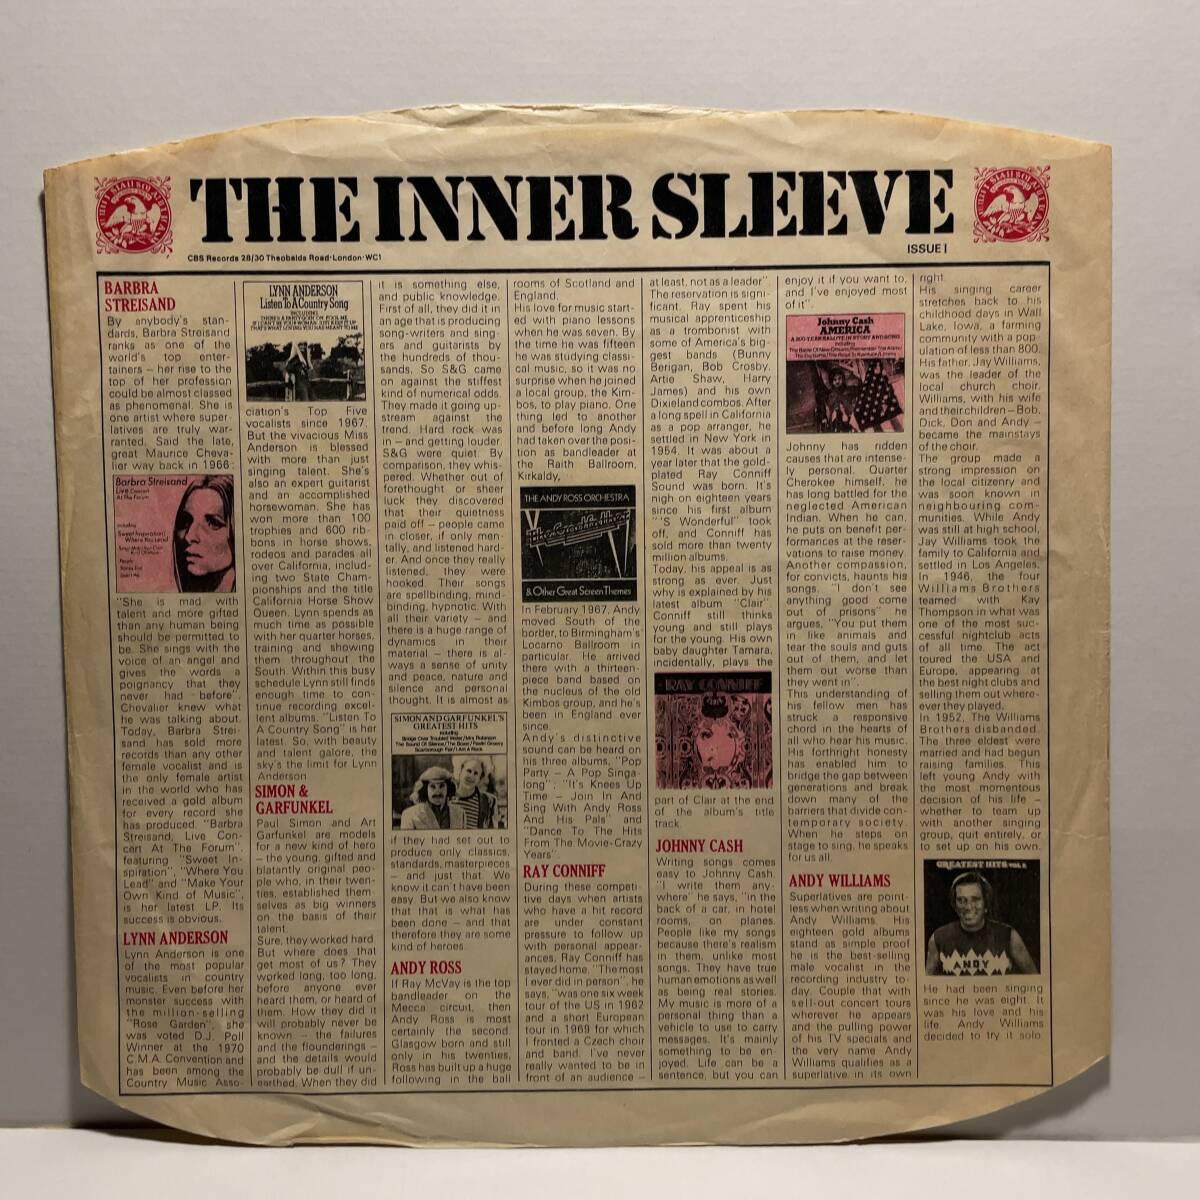 THE INNER SLEEVE
CBS Records 28/30 Theobalds Road·London·WC1
ISSUE 1
BARBRA
STREISAND
By anybody's stan-
dards, Barbra Streisand
ranks as one of the
world's top enter-
tainers – her rise to the
top of her profession
could be almost classed
as phenomenal. She is
one artist where super-
latives are truly war-
ranted. Said the late,
great Maurice Cheva-
lier way back in 1966:
Barbra Streisand
Live Concert
At The Forum
including
Sweet Inspiration/
Where You Lead
People
"She is mad with
talent and more gifted
than any human being
should be permitted to
be. She sings with the
voice of an angel and
gives the words a
poignancy that they
never had before",
Chevalier knew what
he was talking about.
Today, Barbra Strei-
sand has sold more
records than any other
female vocalist and is
the only female artist
in the world who has
received a gold album
for every record she
has produced. "Barbra
Streisand, Live Con-
cert At The Forum",
featuring "Sweet In-
spiration", "Where You
Lead" and "Make Your
Own Kind of Music",
is her latest LP. Its
success is obvious.
LYNN ANDERSON
Lynn Anderson is one
of the most popular
vocalists in country
music. Even before her
monster success with
the million-selling
"Rose Garden", she
was voted D.J. Poll
Winner at the 1970
C.M.A. Convention and
has been among the
Country Music Asso-
LYNN ANDERSON
Listen To A Country Song
INCLUDING
ciation's Top Five
vocalists since 1967.
But the vivacious Miss
Anderson is blessed
with more than just
singing talent. She's
also an expert guitarist
and an accomplished
horsewoman. She has
won more than 100
trophies and 600 rib-
bons in horse shows,
rodeos and parades all
over California, includ-
ing two State Cham-
pionships and the title
California Horse Show
Queen. Lynn spends as
much time as possible
with her quarter horses,
training and showing
them throughout the
South. Within this busy
schedule Lynn still finds
enough time to con-
tinue recording excel-
lent albums. "Listen To
A Country Song" is her
latest. So, with beauty
and talent galore, the
sky's the limit for Lynn
Anderson
SIMON &
GARFUNKEL
Paul Simon and Art
Garfunkel are models
for a new kind of hero
– the young, gifted and
blatantly original peo-
ple who, in their twen-
ties, established them-
selves as big winners
on the basis of their
talent.
Sure, they worked hard.
But where does that
get most of us? They
worked long, too long,
before anyone ever
heard them, or heard of
them. How they did it
will probably never be
known – the failures
and the flounderings –
and the details would
probably be dull if un-
earthed. When they did
it is something else,
and public knowledge.
First of all, they did it in
an age that is producing
song-writers and sing-
ers and guitarists by
the hundreds of thou-
sands. So S&G came
on against the stiffest
kind of numerical odds.
They made it going up-
stream against the
trend. Hard rock was
in – and getting louder.
S&G were quiet. By
comparison, they whis-
pered. Whether out of
forethought or sheer
luck they discovered
that their quietness
paid off – people came
in closer, if only men-
tally, and listened hard-
er. And once they really
listened, they were
hooked. Their songs
are spellbinding, mind-
binding, hypnotic. With
all their variety – and
there is a huge range of
dynamics in their
material – there is al-
ways a sense of unity
and peace, nature and
silence and personal
thought. It is almost as
SIMON AND GARFUNKEL'S
GREATEST HITS
including
Bridge Over Troubled Water/Mrs. Robinson
The Sound Of Silence/The Boxer/Feelin' Groovy
Scarborough Fair/I Am A Rock
if they had set out to
produce only classics,
standards, masterpieces
– and just that. We
know it can't have been
easy. But we also know
that that is what has
been done – and that
therefore they are some
kind of heroes.
ANDY ROSS
If Ray McVay is the top
bandleader on the
Mecca circuit, then
Andy Ross is most
certainly the second.
Glasgow born and still
only in his twenties,
Ross has built up a huge
following in the ball
rooms of Scotland and
England.
His love for music start-
ed with piano lessons
when he was seven. By
the time he was fifteen
he was studying classi-
cal music, so it was no
surprise when he joined
a local group, the Kim-
bos, to play piano. One
thing led to another
and before long Andy
had taken over the posi-
tion as bandleader at
the Raith Ballroom,
Kirkaldy,
THE ANDY ROSS ORCHESTRA
& Other Great Screen Themes
In February 1967, Andy
moved South of the
border, to Birmingham's
Locarno Ballroom in
particular. He arrived
there with a thirteen-
piece band based on
the nucleus of the old
Kimbos group, and he's
been in England ever
since.
Andy's distinctive
sound can be heard on
his three albums, "Pop
Party – A Pop Singa-
long"; "It's Knees Up
Time – Join In And
Sing With Andy Ross
And His Pals" and
"Dance To The Hits
From The Movie-Crazy
Years".
RAY CONNIFF
During these competi-
tive days when artists
who have a hit record
are under constant
pressure to follow up
with personal appear-
ances, Ray Conniff has
stayed home. "The most
I ever did in person", he
says, "was one six week
tour of the US in 1962
and a short European
tour in 1969 for which
I fronted a Czech choir
and band. I've never
really wanted to be in
front of an audience –
at least, not as a leader".
The reservation is signi-
ficant. Ray spent his
musical apprenticeship
as a trombonist with
some of America's big-
gest bands (Bunny
Berigan, Bob Crosby,
Artie Shaw, Harry
James) and his own
Dixieland combos. After
a long spell in California
as a pop arranger, he
settled in New York in
1954. It was about a
year later that the gold-
plated Ray Conniff
Sound was born. It's
nigh on eighteen years
since his first album
"'S Wonderful" took
off, and Conniff has
sold more than twenty
million albums.
Today, his appeal is as
strong as ever. Just
why is explained by his
latest album "Clair".
Conniff still thinks
young and still plays
for the young. His own
baby daughter Tamara,
incidentally, plays the
RAY CONNIFF
part of Clair at the end
of the album's title
track.
JOHNNY CASH
Writing songs comes
easy to Johnny Cash.
"I write them any-
where" he says, "in the
back of a car, in hotel
rooms, on planes.
People like my songs
because there's realism
in them, unlike most
songs. They have true
human emotions as well
as being real stories.
My music is more of a
personal thing than a
vehicle to use to carry
messages. It's mainly
something to be en-
joyed. Life can be a
sentence, but you can
enjoy it if you want to,
and I've enjoyed most
of it".
Johnny Cash
AMERICA
A 200-YEAR SALUTE IN STORY AND SONG
including
Johnny has ridden
causes that are intense-
ly personal. Quarter
Cherokee himself, he
has long battled for the
neglected American
Indian. When he can,
he puts on benefit per-
formances at the reser-
vations to raise money.
Another compassion,
for convicts, haunts his
songs. "I don't see
anything good come
out of prisons" he
argues, "You put them
in like animals and
tear the souls and guts
out of them, and let
them out worse than
they went in".
This understanding of
his fellow men has
struck a responsive
chord in the hearts of
all who hear his music.
His forthright honesty
has enabled him to
bridge the gap between
generations and break
down many of the
barriers that divide con-
temporary society.
When he steps on
stage to sing, he speaks
for us all.
ANDY WILLIAMS
Superlatives are point-
less when writing about
Andy Williams. His
eighteen gold albums
stand as simple proof
he is the best-selling
male vocalist in the
recording industry to-
day. Couple that with
sell-out concert tours
wherever he appears
and the pulling power
of his TV specials and
the very name Andy
Williams qualifies as a
superlative in its own
right.
His singing career
stretches back to his
childhood days in Wall
Lake, Iowa, a farming
community with a pop-
ulation of less than 800.
His father, Jay Williams,
was the leader of the
local church choir.
Williams, with his wife
and their children – Bob,
Dick, Don and Andy –
became the mainstays
of the choir.
The group made a
strong impression on
the local citizenry and
was soon known in
neighbouring com-
munities. While Andy
was still at high school,
Jay Williams took the
family to California and
settled in Los Angeles.
In 1946, the four
Williams Brothers
teamed with Kay
Thompson in what was
one of the most suc-
cessful nightclub acts
of all time. The act
toured the USA and
Europe, appearing at
the best night clubs and
selling them out where-
ever they played.
In 1952, The Williams
Brothers disbanded.
The three eldest were
married and had begun
raising families. This
left young Andy with
the most momentous
decision of his life –
whether to team up
with another singing
group, quit entirely, or
to set up on his own.
GREATEST HITS VOL. 2
ANDY
He had been singing
since he was eight. It
was his love and his
life. Andy Williams
decided to try it solo